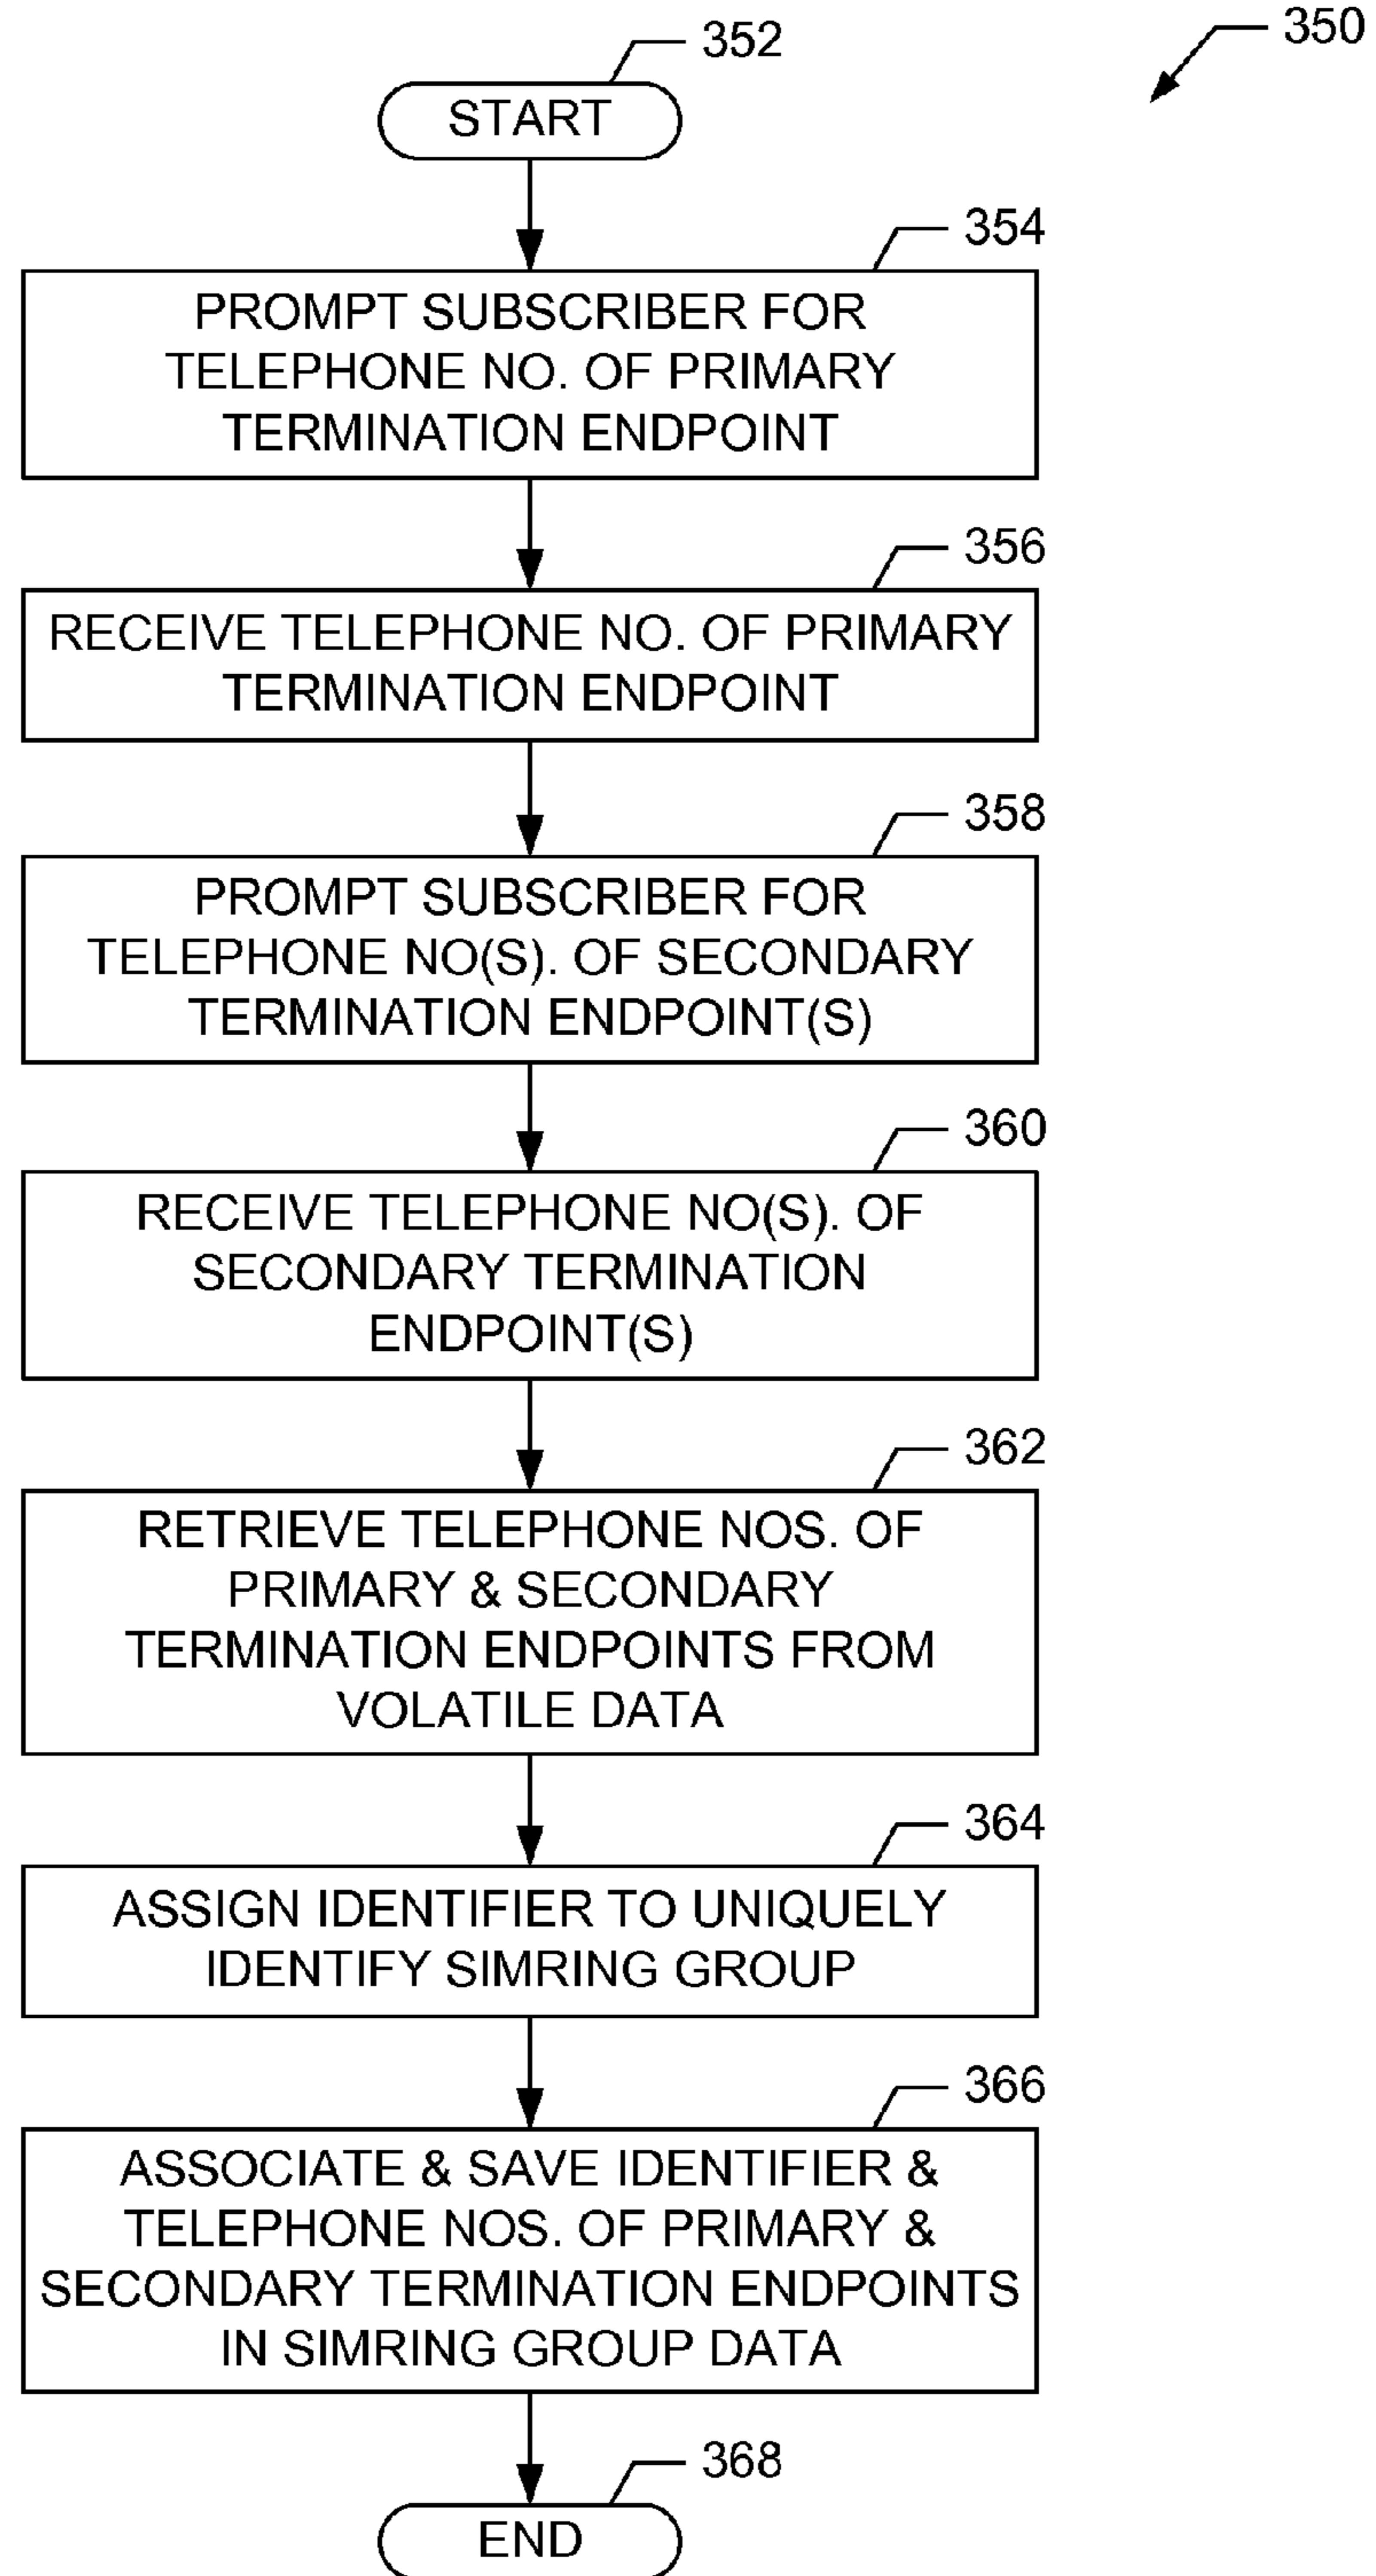 350
352
START
354
PROMPT SUBSCRIBER FOR
TELEPHONE NO. OF PRIMARY
TERMINATION ENDPOINT
356
RECEIVE TELEPHONE NO. OF PRIMARY
TERMINATION ENDPOINT
358
PROMPT SUBSCRIBER FOR
TELEPHONE NO(S). OF SECONDARY
TERMINATION ENDPOINT(S)
360
RECEIVE TELEPHONE NO(S). OF
SECONDARY TERMINATION
ENDPOINT(S)
362
RETRIEVE TELEPHONE NOS. OF
PRIMARY & SECONDARY
TERMINATION ENDPOINTS FROM
VOLATILE DATA
364
ASSIGN IDENTIFIER TO UNIQUELY
IDENTIFY SIMRING GROUP
366
ASSOCIATE & SAVE IDENTIFIER &
TELEPHONE NOS. OF PRIMARY &
SECONDARY TERMINATION ENDPOINTS
IN SIMRING GROUP DATA
368
END